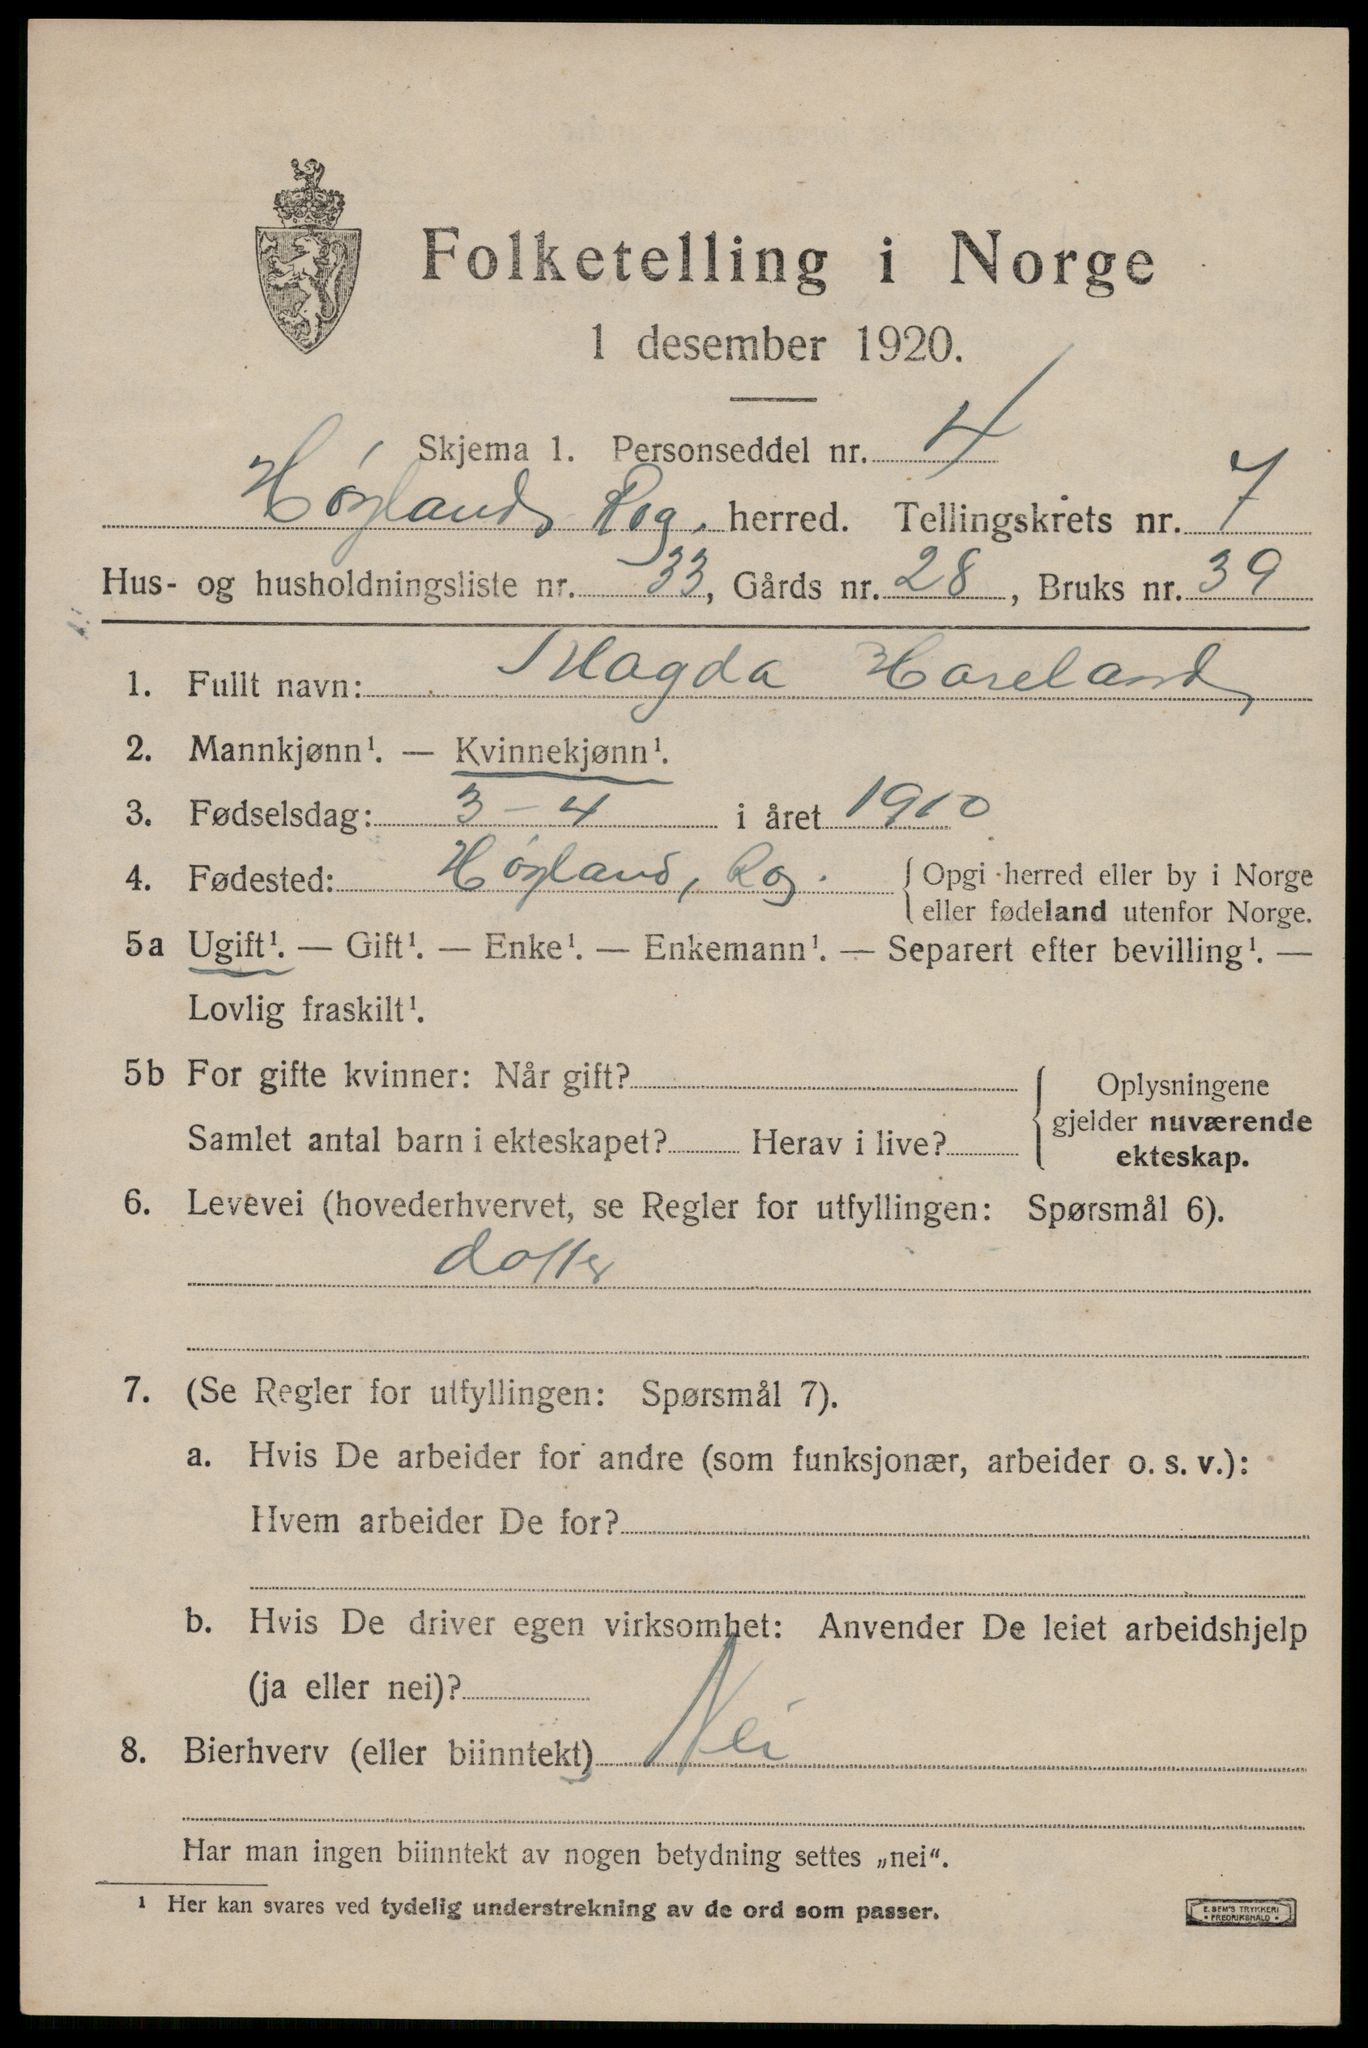 Folketelling i Norge
1 desember 1920.
Skjema 1. Personseddel nr. 4
Høylands Rog. herred. Tellingskrets nr. 7
Hus- og husholdningsliste nr. 33, Gårds nr. 28, Bruks nr. 39
1. Fullt navn: Magda Haveland
2. Mannkjønn¹. — Kvinnekjønn¹.
3. Fødselsdag: 3-4 i året 1910
4. Fødested: Høyland, Rog. { Opgi herred eller by i Norge
eller fødeland utenfor Norge.
5a Ugift¹. — Gift¹. — Enke¹. — Enkemann¹. — Separert efter bevilling¹. —
Lovlig fraskilt¹.
5b For gifte kvinner: Når gift? { Oplysningene
gjelder nuværende
Samlet antal barn i ekteskapet? Herav i live? ekteskap.
6. Levevei (hovederhvervet, se Regler for utfyllingen: Spørsmål 6).
dotter
7. (Se Regler for utfyllingen: Spørsmål 7).
a. Hvis De arbeider for andre (som funksjonær, arbeider o. s. v.):
Hvem arbeider De for?
b. Hvis De driver egen virksomhet: Anvender De leiet arbeidshjelp
(ja eller nei)?
8. Bierhverv (eller biinntekt) Nei
Har man ingen biinntekt av nogen betydning settes „nei“.
¹ Her kan svares ved tydelig understrekning av de ord som passer.
E. SEM'S TRYKKERI
• FREDRIKSHALD •